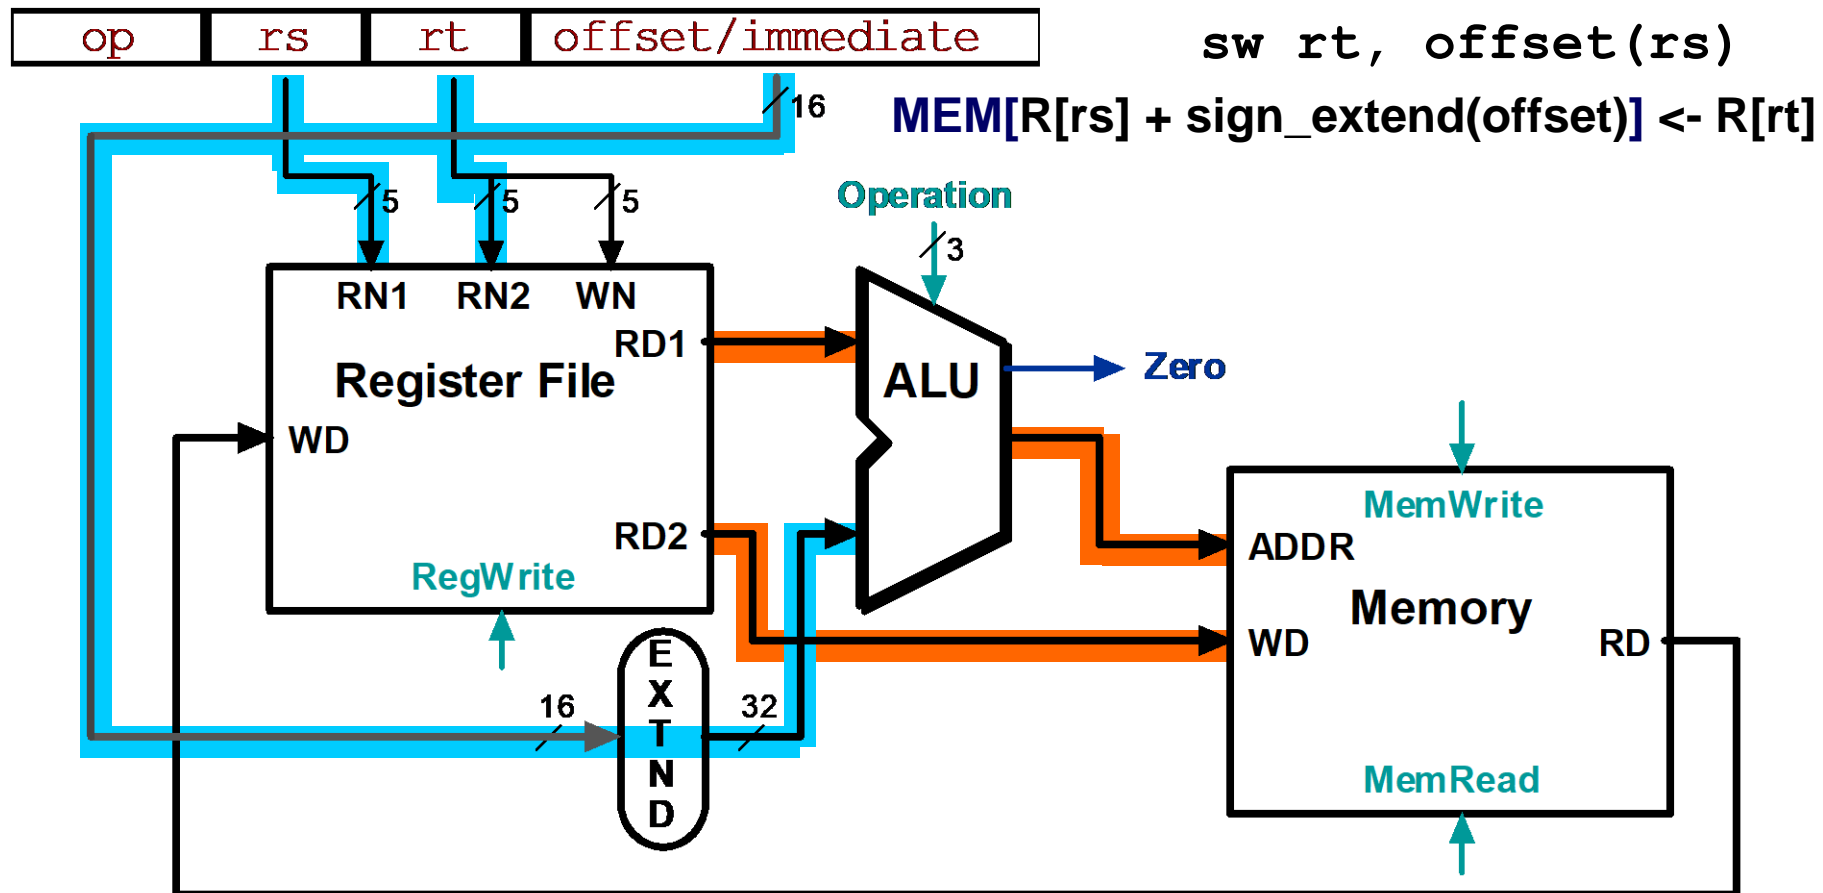 op rs rt offset/immediate
sw rt, offset(rs)
16
MEM[R[rs] + sign_extend(offset)] <- R[rt]
5 5 5
Operation
3
RN1 RN2 WN
RD1
Register File
ALU
Zero
WD
MemWrite
RD2
ADDR
RegWrite
Memory
WD
RD
EXTND
16
32
MemRead